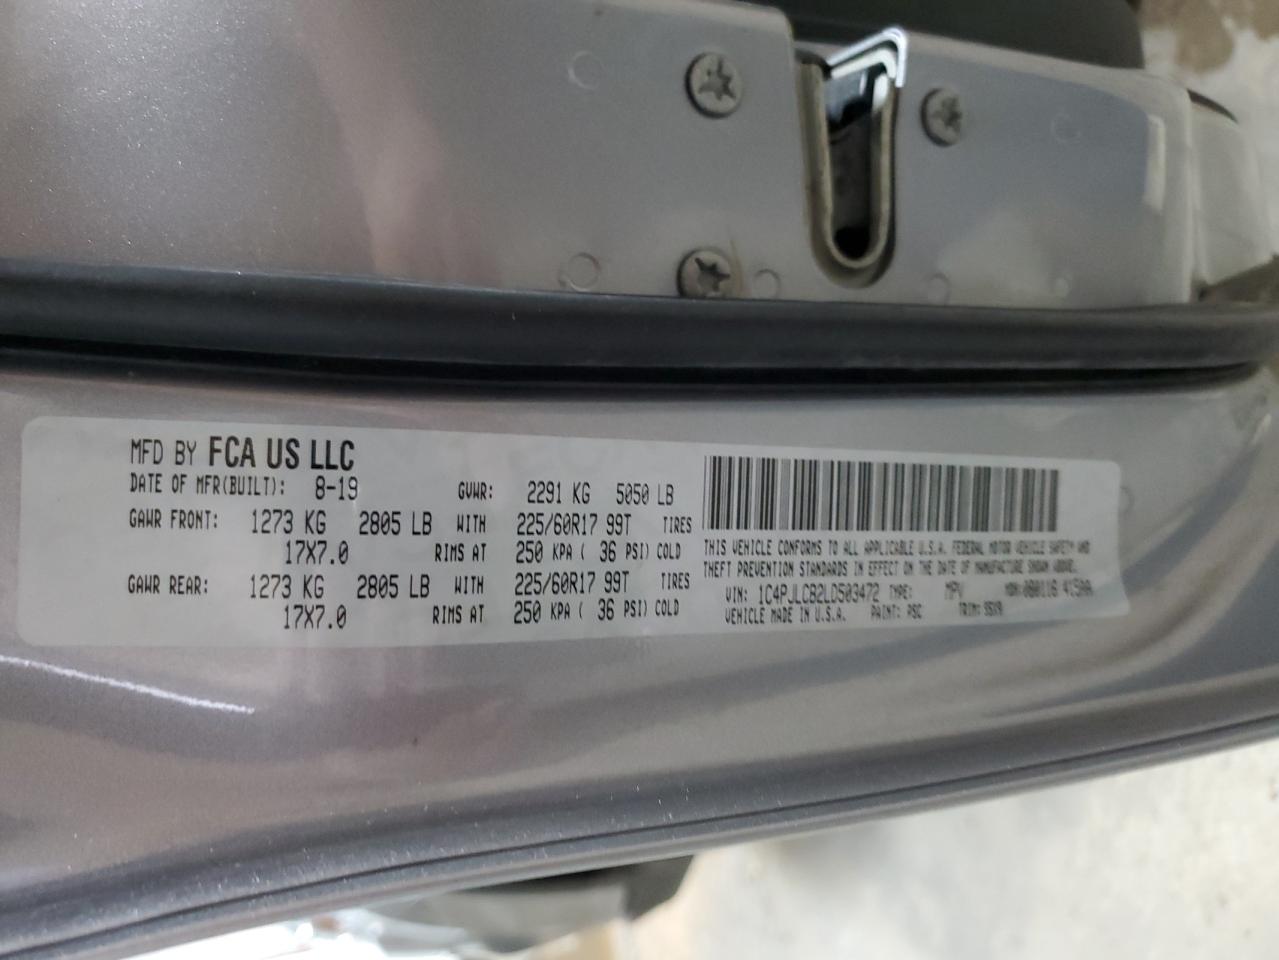 MFD BY FCA US LLC
DATE OF MFR(BUILT): 8-19 GVWR: 2291 KG 5050 LB
GAWR FRONT: 1273 KG 2805 LB WITH 225/60R17 99T TIRES
17X7.0 RIMS AT 250 KPA ( 36 PSI) COLD
GAWR REAR: 1273 KG 2805 LB WITH 225/60R17 99T TIRES
17X7.0 RIMS AT 250 KPA ( 36 PSI) COLD
THIS VEHICLE CONFORMS TO ALL APPLICABLE U.S.A. FEDERAL MOTOR VEHICLE SAFETY AND
THEFT PREVENTION STANDARDS IN EFFECT ON THE DATE OF MANUFACTURE SHOWN ABOVE.
VIN: 1C4PJLCB2LD503472 TYPE: MPV MDH:
VEHICLE MADE IN U.S.A. PAINT: PSC TRIM: